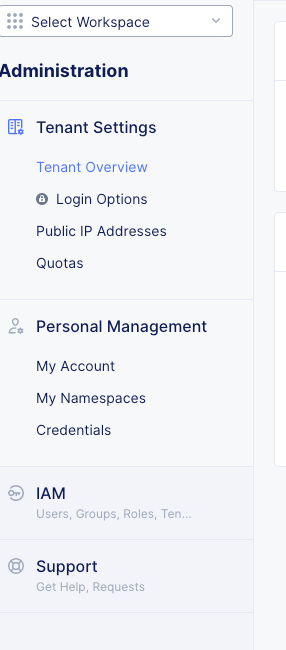 Select Workspace
Administration
Tenant Settings
Tenant Overview
Login Options
Public IP Addresses
Quotas
Personal Management
My Account
My Namespaces
Credentials
IAM
Users, Groups, Roles, Ten...
Support
Get Help, Requests